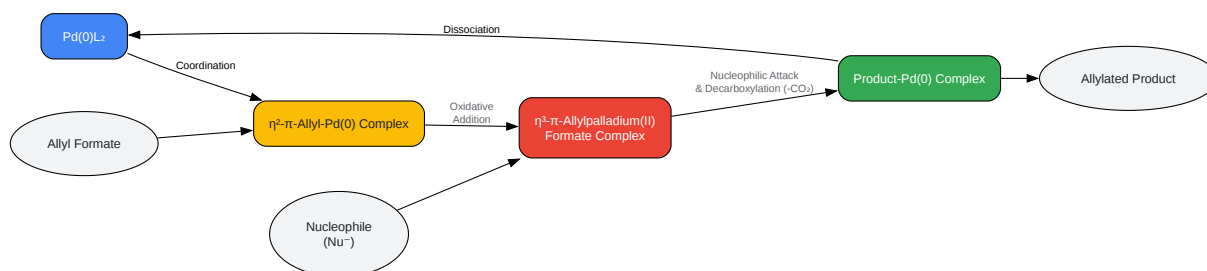 Pd(0)L₂
Dissociation
Coordination
Allyl Formate
η²-π-Allyl-Pd(0) Complex
Oxidative
Addition
Nucleophile
(Nu⁻)
η³-π-Allylpalladium(II)
Formate Complex
Nucleophilic Attack
& Decarboxylation (-CO₂)
Product-Pd(0) Complex
Allylated Product